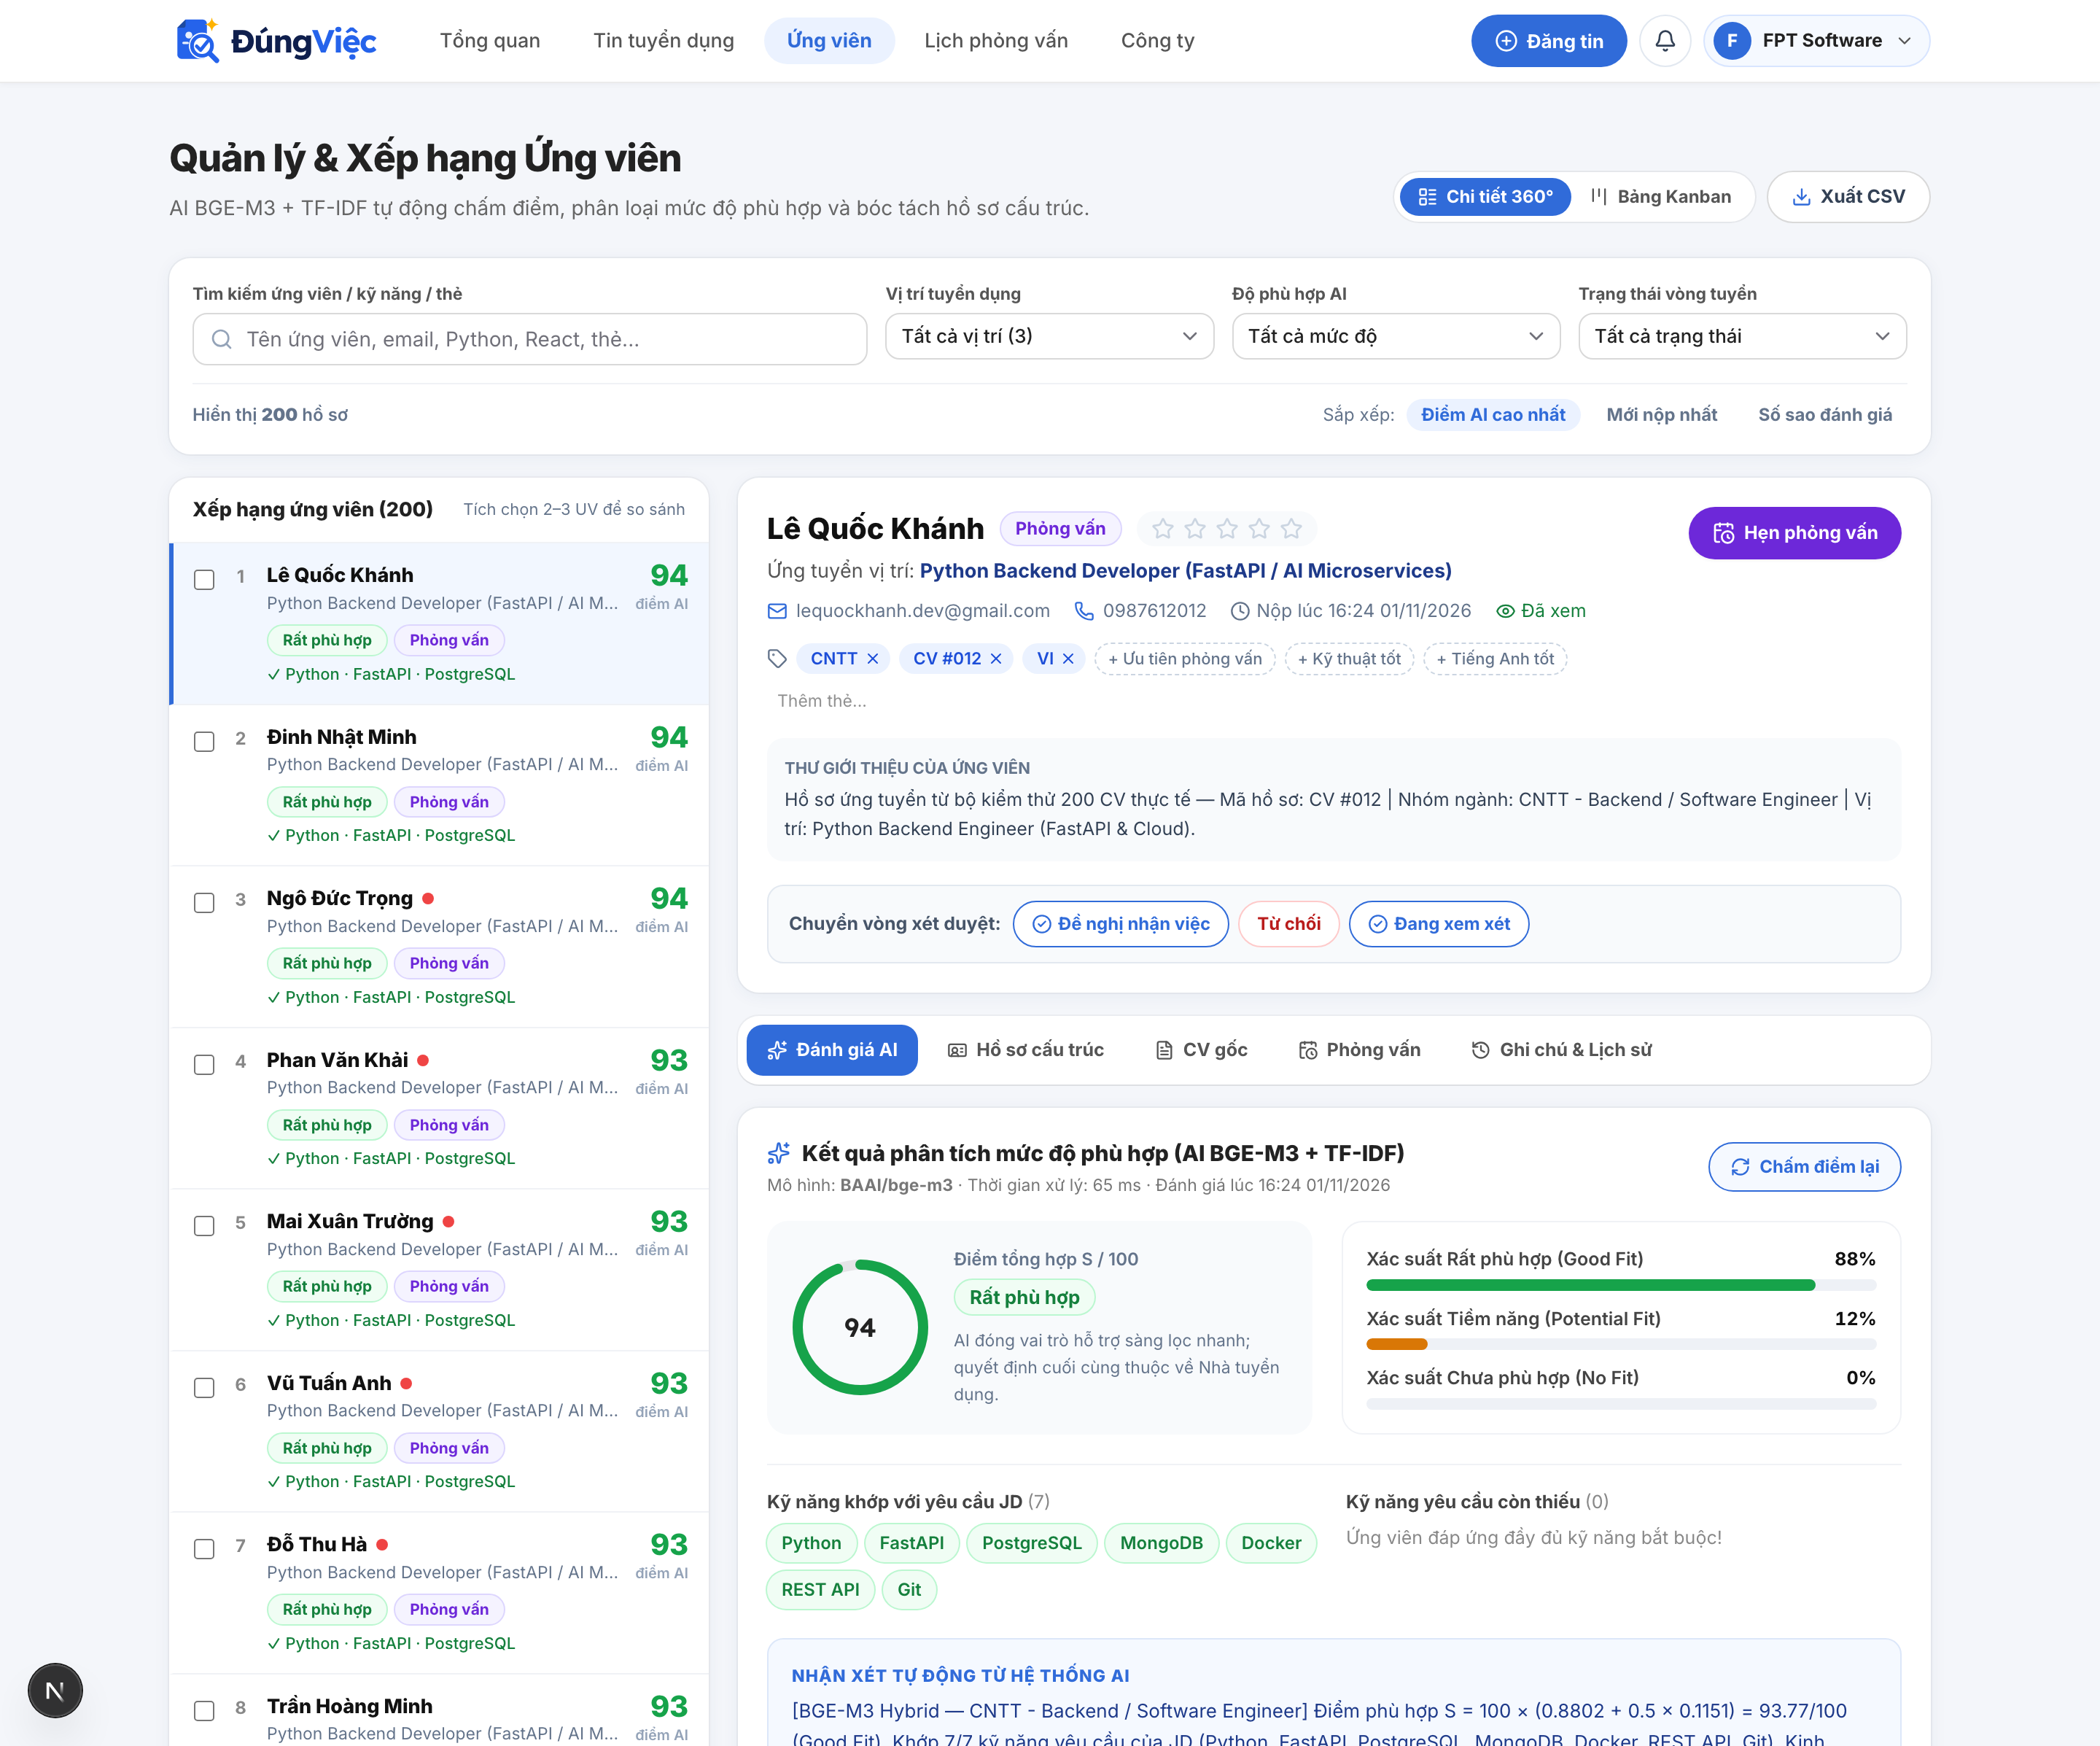 ĐúngViệc
Tổng quan
Tin tuyển dụng
Ứng viên
Lịch phỏng vấn
Công ty
Đăng tin
F
FPT Software
Quản lý & Xếp hạng Ứng viên
AI BGE-M3 + TF-IDF tự động chấm điểm, phân loại mức độ phù hợp và bóc tách hồ sơ cấu trúc.
Chi tiết 360°
Bảng Kanban
Xuất CSV
Tìm kiếm ứng viên / kỹ năng / thẻ
Tên ứng viên, email, Python, React, thẻ...
Vị trí tuyển dụng
Tất cả vị trí (3)
Độ phù hợp AI
Tất cả mức độ
Trạng thái vòng tuyển
Tất cả trạng thái
Hiển thị 200 hồ sơ
Sắp xếp:
Điểm AI cao nhất
Mới nộp nhất
Số sao đánh giá
Xếp hạng ứng viên (200)
Tích chọn 2–3 UV để so sánh
1
Lê Quốc Khánh
94
Python Backend Developer (FastAPI / AI M...
điểm AI
Rất phù hợp
Phỏng vấn
✓ Python · FastAPI · PostgreSQL
2
Đinh Nhật Minh
94
Python Backend Developer (FastAPI / AI M...
điểm AI
Rất phù hợp
Phỏng vấn
✓ Python · FastAPI · PostgreSQL
3
Ngô Đức Trọng
94
Python Backend Developer (FastAPI / AI M...
điểm AI
Rất phù hợp
Phỏng vấn
✓ Python · FastAPI · PostgreSQL
4
Phan Văn Khải
93
Python Backend Developer (FastAPI / AI M...
điểm AI
Rất phù hợp
Phỏng vấn
✓ Python · FastAPI · PostgreSQL
5
Mai Xuân Trường
93
Python Backend Developer (FastAPI / AI M...
điểm AI
Rất phù hợp
Phỏng vấn
✓ Python · FastAPI · PostgreSQL
6
Vũ Tuấn Anh
93
Python Backend Developer (FastAPI / AI M...
điểm AI
Rất phù hợp
Phỏng vấn
✓ Python · FastAPI · PostgreSQL
7
Đỗ Thu Hà
93
Python Backend Developer (FastAPI / AI M...
điểm AI
Rất phù hợp
Phỏng vấn
✓ Python · FastAPI · PostgreSQL
8
Trần Hoàng Minh
93
Python Backend Developer (FastAPI / AI M...
điểm AI
Lê Quốc Khánh
Phỏng vấn
Hẹn phỏng vấn
Ứng tuyển vị trí: Python Backend Developer (FastAPI / AI Microservices)
lequockhanh.dev@gmail.com
0987612012
Nộp lúc 16:24 01/11/2026
Đã xem
CNTT ×
CV #012 ×
VI ×
+ Ưu tiên phỏng vấn
+ Kỹ thuật tốt
+ Tiếng Anh tốt
Thêm thẻ...
THƯ GIỚI THIỆU CỦA ỨNG VIÊN
Hồ sơ ứng tuyển từ bộ kiểm thử 200 CV thực tế — Mã hồ sơ: CV #012 | Nhóm ngành: CNTT - Backend / Software Engineer | Vị
trí: Python Backend Engineer (FastAPI & Cloud).
Chuyển vòng xét duyệt:
Đề nghị nhận việc
Từ chối
Đang xem xét
Đánh giá AI
Hồ sơ cấu trúc
CV gốc
Phỏng vấn
Ghi chú & Lịch sử
Kết quả phân tích mức độ phù hợp (AI BGE-M3 + TF-IDF)
Mô hình: BAAI/bge-m3 · Thời gian xử lý: 65 ms · Đánh giá lúc 16:24 01/11/2026
Chấm điểm lại
94
Điểm tổng hợp S / 100
Rất phù hợp
AI đóng vai trò hỗ trợ sàng lọc nhanh;
quyết định cuối cùng thuộc về Nhà tuyển
dụng.
Xác suất Rất phù hợp (Good Fit)
88%
Xác suất Tiềm năng (Potential Fit)
12%
Xác suất Chưa phù hợp (No Fit)
0%
Kỹ năng khớp với yêu cầu JD (7)
Python
FastAPI
PostgreSQL
MongoDB
Docker
REST API
Git
Kỹ năng yêu cầu còn thiếu (0)
Ứng viên đáp ứng đầy đủ kỹ năng bắt buộc!
NHẬN XÉT TỰ ĐỘNG TỪ HỆ THỐNG AI
[BGE-M3 Hybrid — CNTT - Backend / Software Engineer] Điểm phù hợp S = 100 × (0.8802 + 0.5 × 0.1151) = 93.77/100
(Good Fit). Khớp 7/7 kỹ năng yêu cầu của JD (Python, FastAPI, PostgreSQL, MongoDB, Docker, REST API, Git). Kinh
N